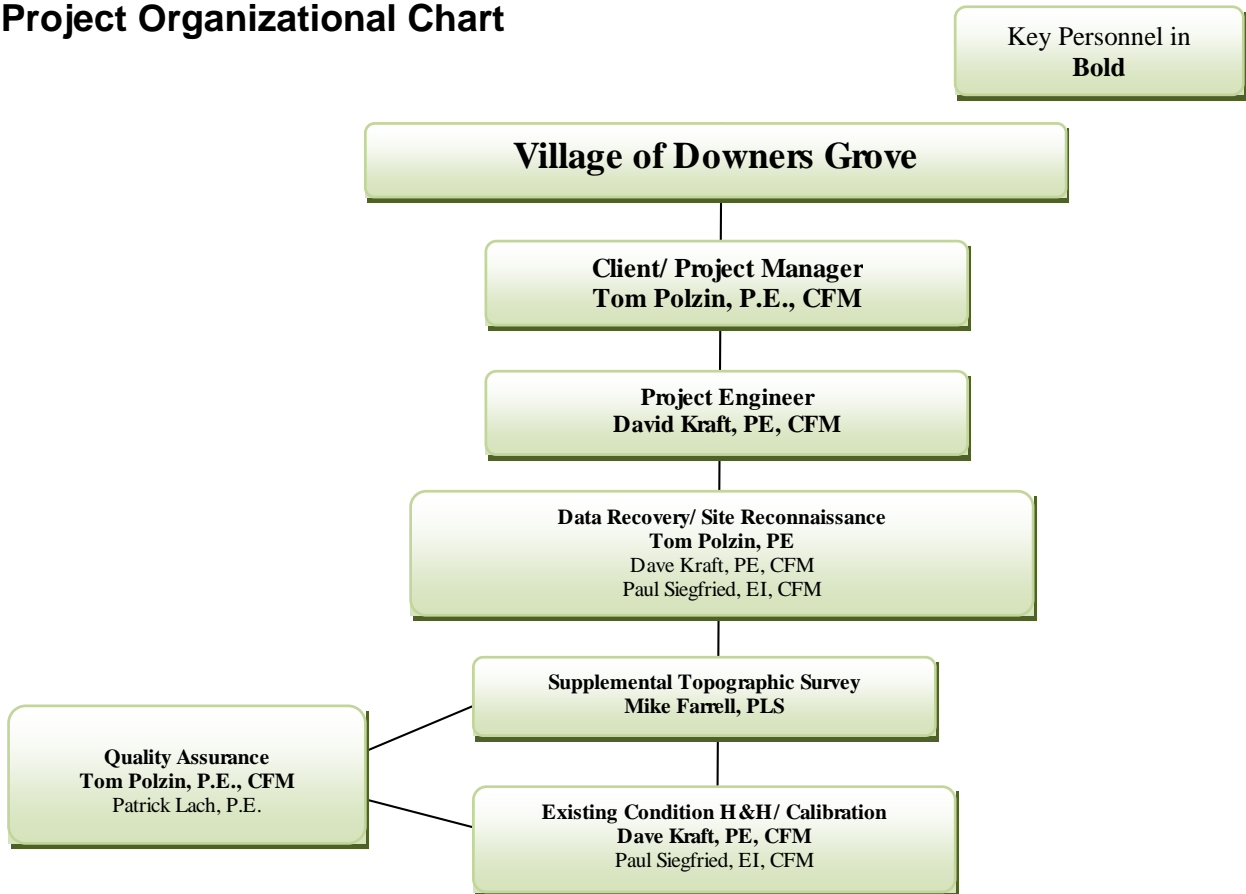 Project Organizational Chart
Key Personnel in
Bold
Village of Downers Grove
Client/ Project Manager
Tom Polzin, P.E., CFM
Project Engineer
David Kraft, PE, CFM
Data Recovery/ Site Reconnaissance
Tom Polzin, PE
Dave Kraft, PE, CFM
Paul Siegfried, EI, CFM
Supplemental Topographic Survey
Mike Farrell, PLS
Quality Assurance
Tom Polzin, P.E., CFM
Patrick Lach, P.E.
Existing Condition H&H/ Calibration
Dave Kraft, PE, CFM
Paul Siegfried, EI, CFM